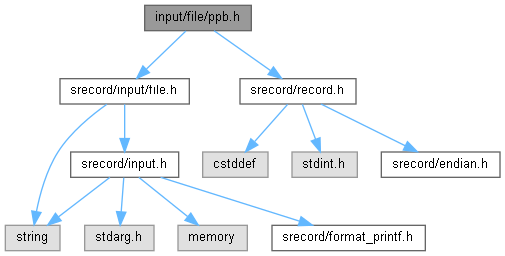 input/file/ppb.h
srecord/input/file.h
srecord/record.h
srecord/input.h
cstddef
stdint.h
srecord/endian.h
string
stdarg.h
memory
srecord/format_printf.h